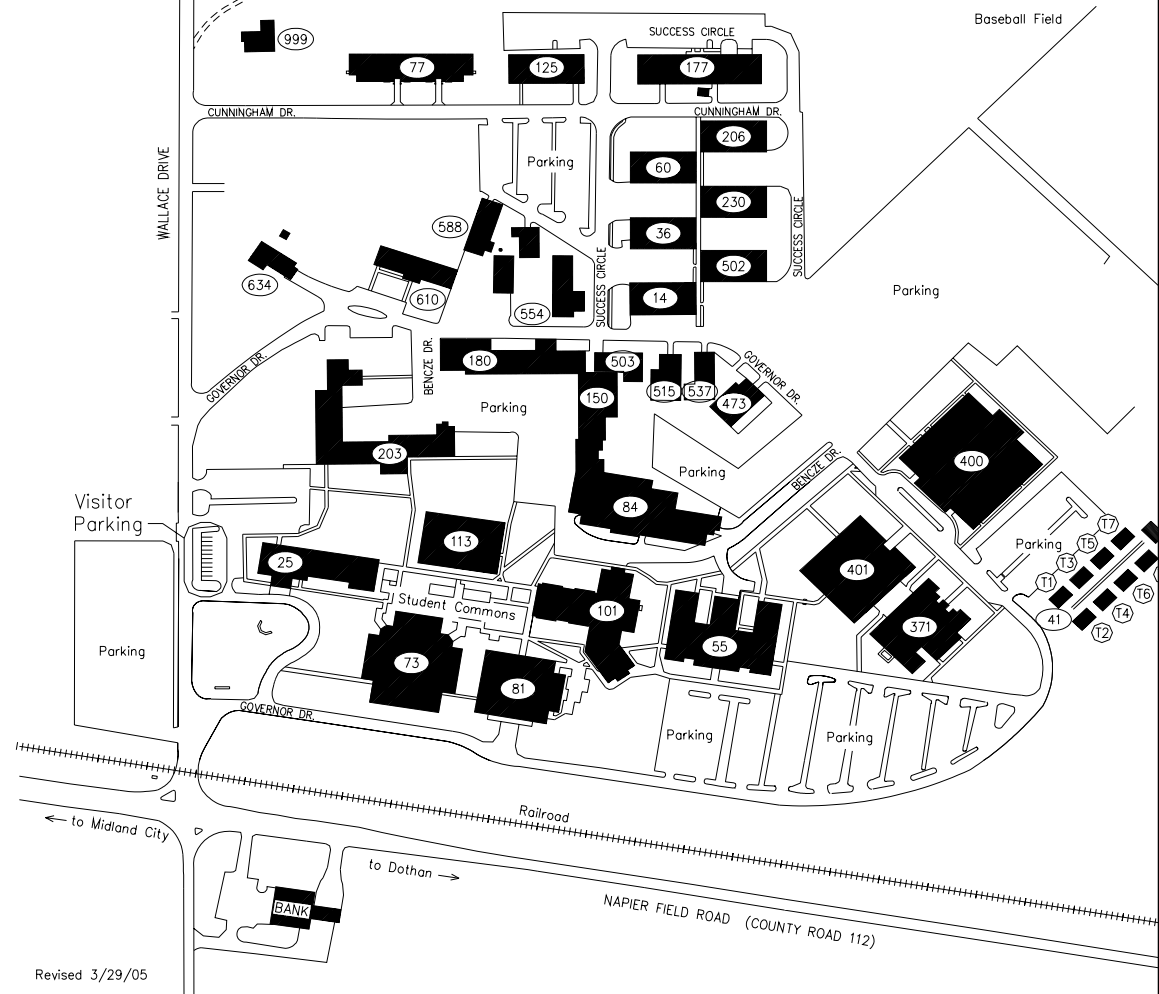 Baseball Field
SUCCESS CIRCLE
999
77
125
177
CUNNINGHAM DR.
CUNNINGHAM DR.
206
Parking
60
WALLACE DRIVE
230
588
36
SUCCESS CIRCLE
SUCCESS CIRCLE
502
634
610
14
Parking
554
GOVERNOR DR.
BENCZE DR.
180
503
GOVERNOR DR.
515
537
150
473
Parking
203
Parking
BENCZE DR.
400
Visitor
Parking
84
113
T7
T5
Parking
T3
T1
25
401
T6
Student Commons
101
T4
41
371
T2
55
Parking
73
81
GOVERNOR DR.
Parking
Parking
Railroad
to Midland City
to Dothan
BANK
NAPIER FIELD ROAD (COUNTY ROAD 112)
Revised 3/29/05